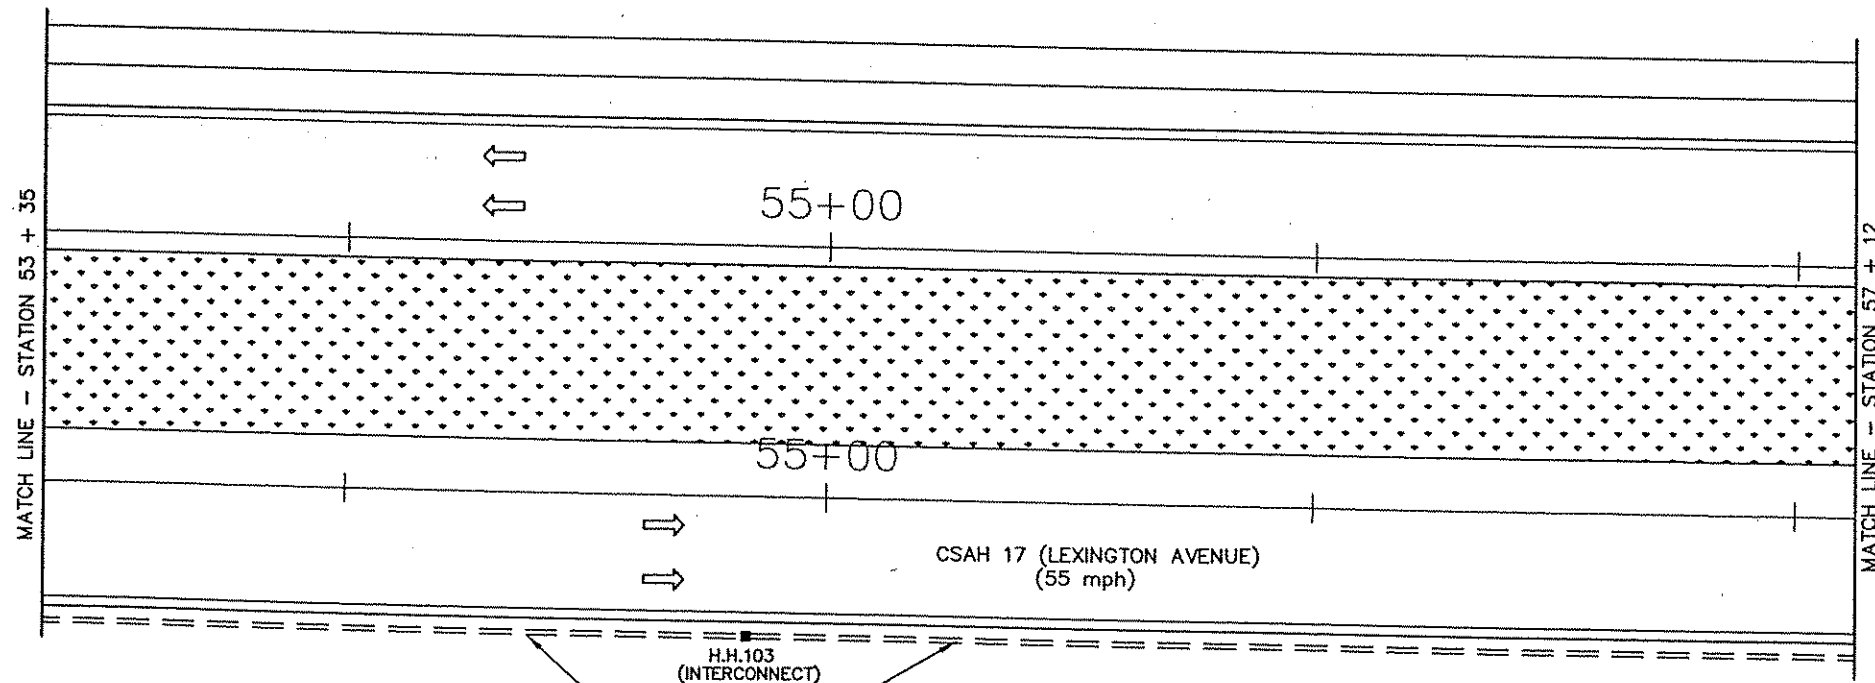 MATCH LINE - STATION 53 + 35
55+00
55+00
CSAH 17 (LEXINGTON AVENUE)
(55 mph)
H.H.103
(INTERCONNECT)
MATCH LINE - STATION 57 + 12